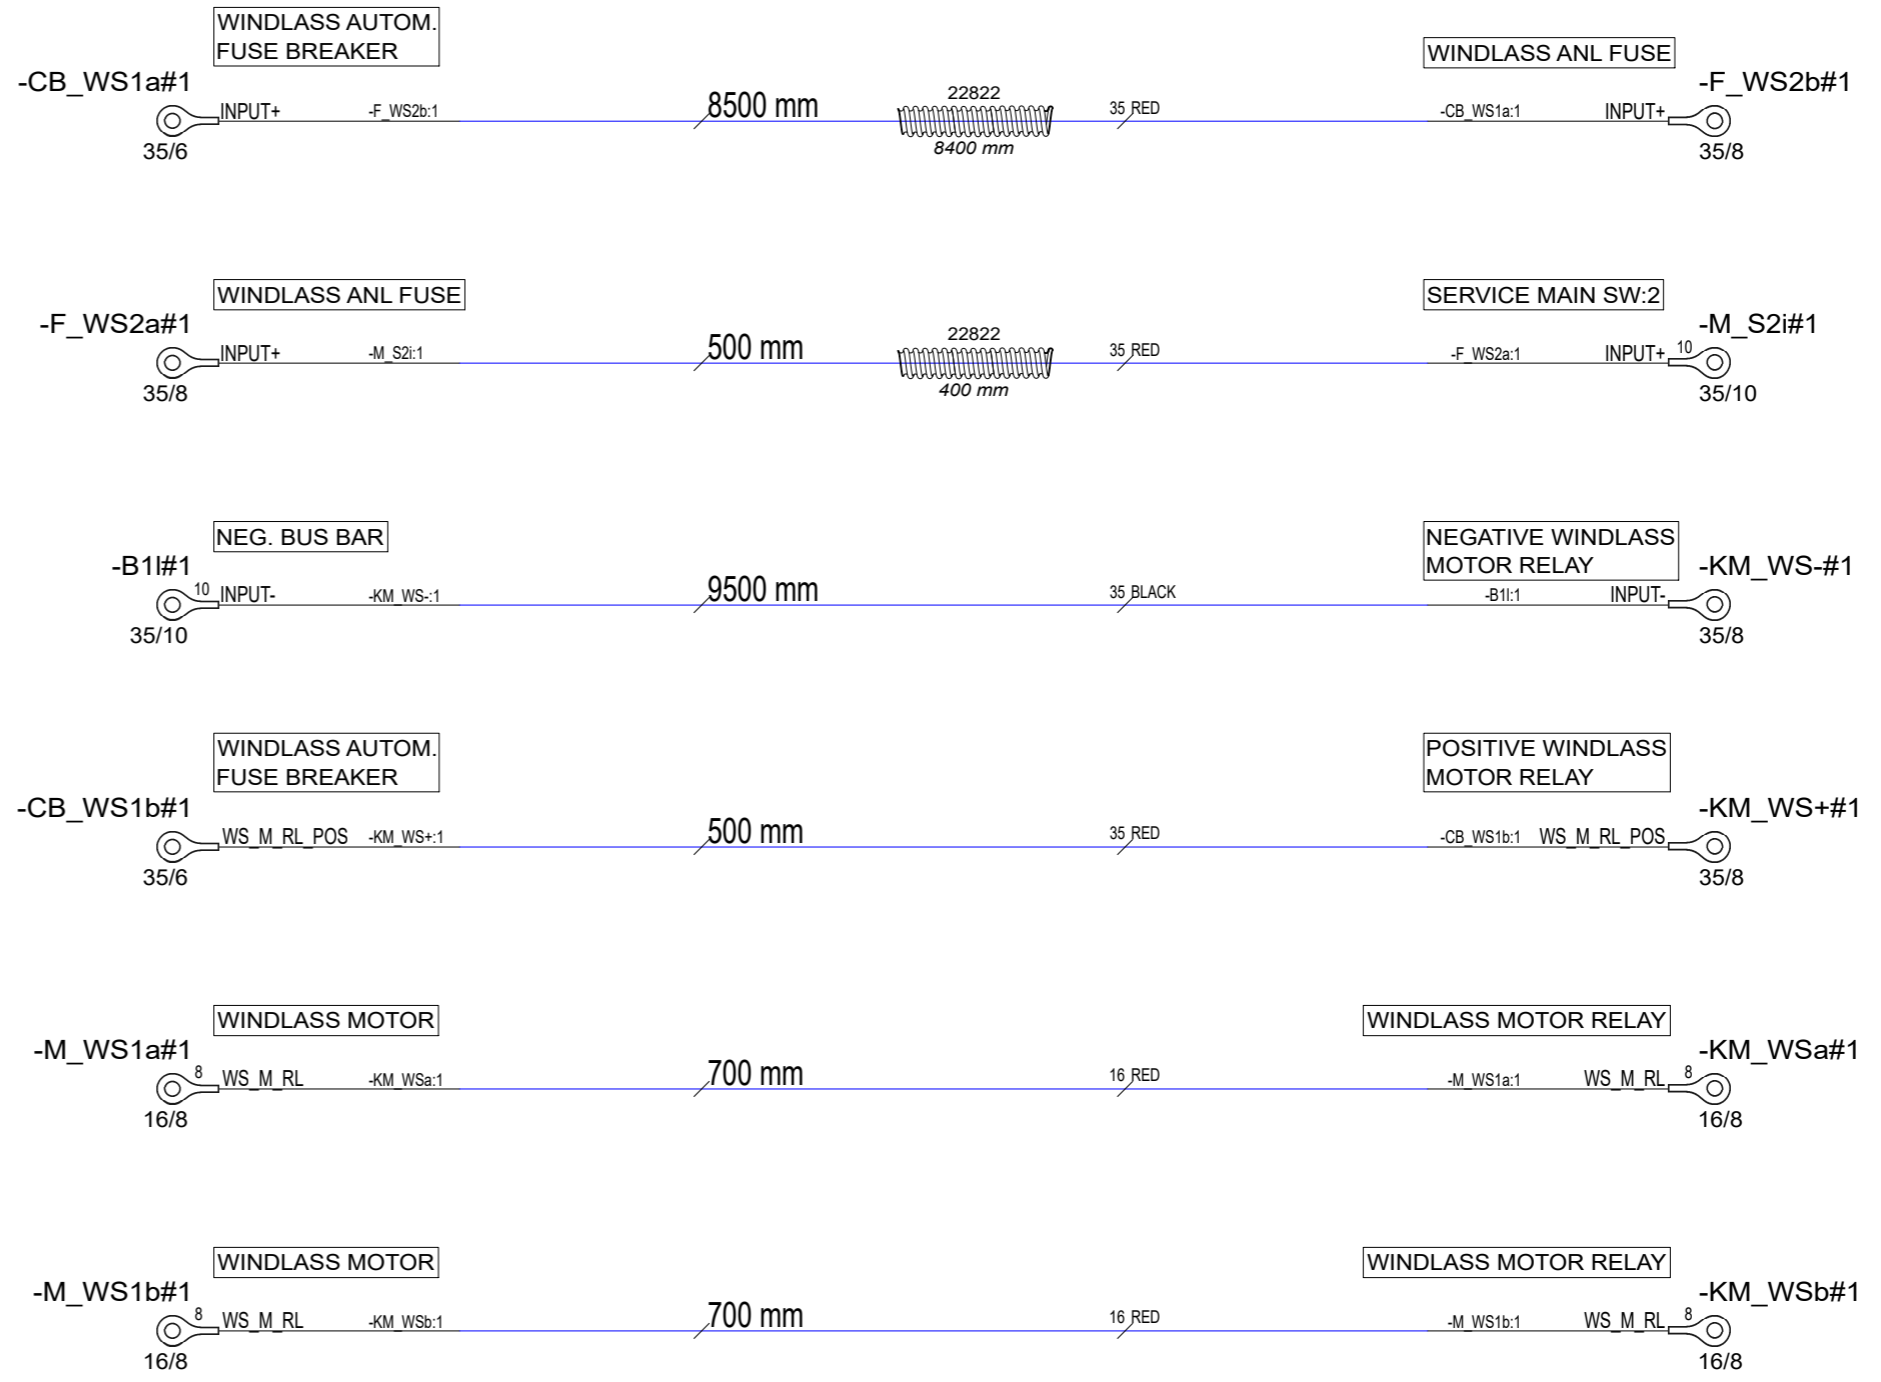 WINDLASS AUTOM.
FUSE BREAKER
WINDLASS ANL FUSE
-CB_WS1a#1
-F_WS2b#1
INPUT+ -F_WS2b:1 8500 mm 22822 35 RED -CB_WS1a:1 INPUT+
35/6 8400 mm 35/8
WINDLASS ANL FUSE
SERVICE MAIN SW:2
-F_WS2a#1
-M_S2i#1
INPUT+ -M_S2i:1 500 mm 22822 35 RED -F_WS2a:1 INPUT+ 10
35/8 400 mm 35/10
NEG. BUS BAR
NEGATIVE WINDLASS
MOTOR RELAY
-B1l#1
-KM_WS-#1
10 INPUT- -KM_WS-:1 9500 mm 35 BLACK -B1l:1 INPUT-
35/10 35/8
WINDLASS AUTOM.
FUSE BREAKER
POSITIVE WINDLASS
MOTOR RELAY
-CB_WS1b#1
-KM_WS+#1
WS_M_RL_POS -KM_WS+:1 500 mm 35 RED -CB_WS1b:1 WS_M_RL_POS
35/6 35/8
WINDLASS MOTOR
WINDLASS MOTOR RELAY
-M_WS1a#1
-KM_WSa#1
8 WS_M_RL -KM_WSa:1 700 mm 16 RED -M_WS1a:1 WS_M_RL 8
16/8 16/8
WINDLASS MOTOR
WINDLASS MOTOR RELAY
-M_WS1b#1
-KM_WSb#1
8 WS_M_RL -KM_WSb:1 700 mm 16 RED -M_WS1b:1 WS_M_RL 8
16/8 16/8